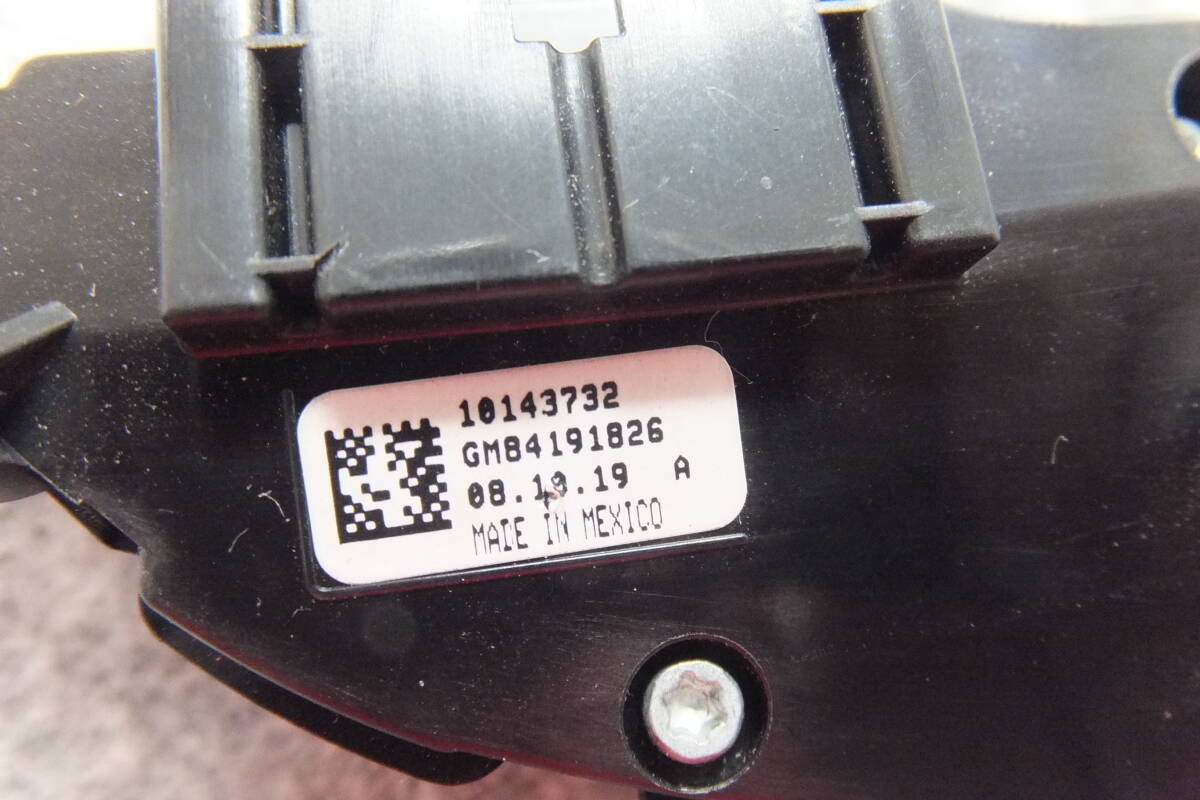 10143732
GM84191826
08.10.19 A
MADE IN MEXICO